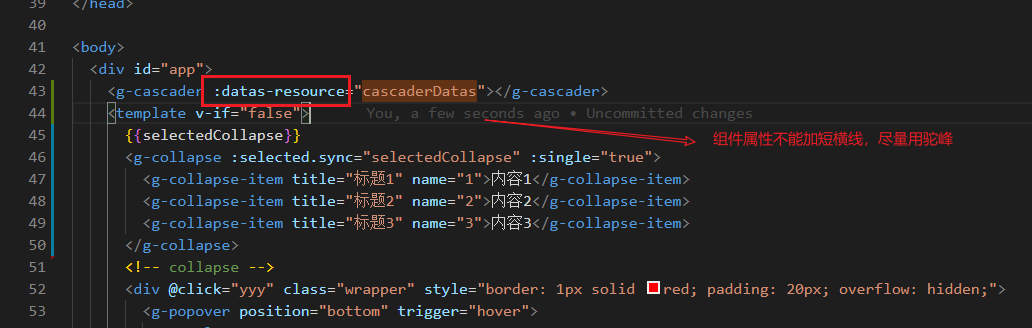 39 </head>
40
41 <body>
42 <div id="app">
43 <g-cascader :datas-resource="cascaderDatas"></g-cascader>
44 <template v-if="false"> You, a few seconds ago • Uncommitted changes
45 {{selectedCollapse}}
组件属性不能加短横线，尽量用驼峰
46 <g-collapse :selected.sync="selectedCollapse" :single="true">
47 <g-collapse-item title="标题1" name="1">内容1</g-collapse-item>
48 <g-collapse-item title="标题2" name="2">内容2</g-collapse-item>
49 <g-collapse-item title="标题3" name="3">内容3</g-collapse-item>
50 </g-collapse>
51 <!-- collapse -->
52 <div @click="yyy" class="wrapper" style="border: 1px solid red; padding: 20px; overflow: hidden;">
53 <g-popover position="bottom" trigger="hover">